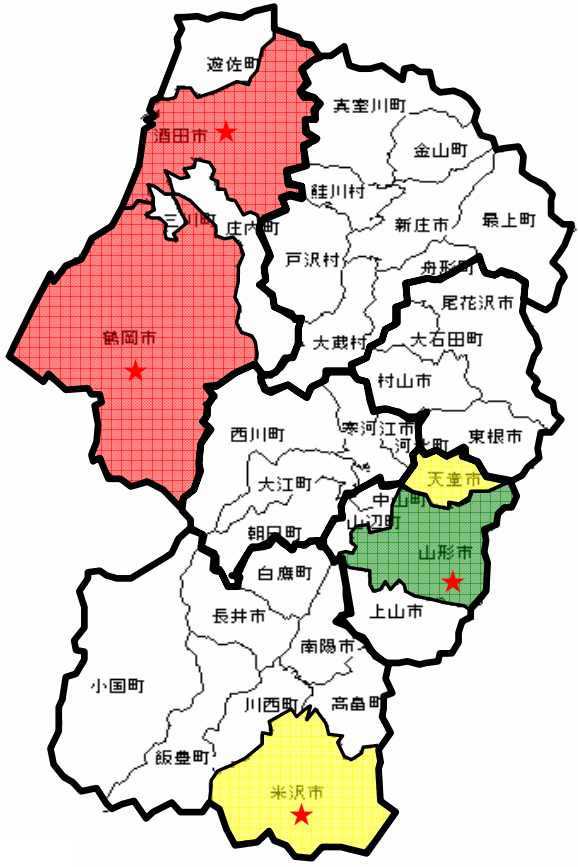 遊佐町
酒田市
真室川町
金山町
鮭川村
三川町
庄内町
新庄市
最上町
戸沢村
舟形町
尾花沢市
鶴岡市
大蔵村
大石田町
村山市
西川町
寒河江市
河北町
東根市
大江町
天童市
中山町
山辺町
朝日町
山形市
白鷹町
長井市
上山市
南陽市
小国町
川西町
高畠町
飯豊町
米沢市